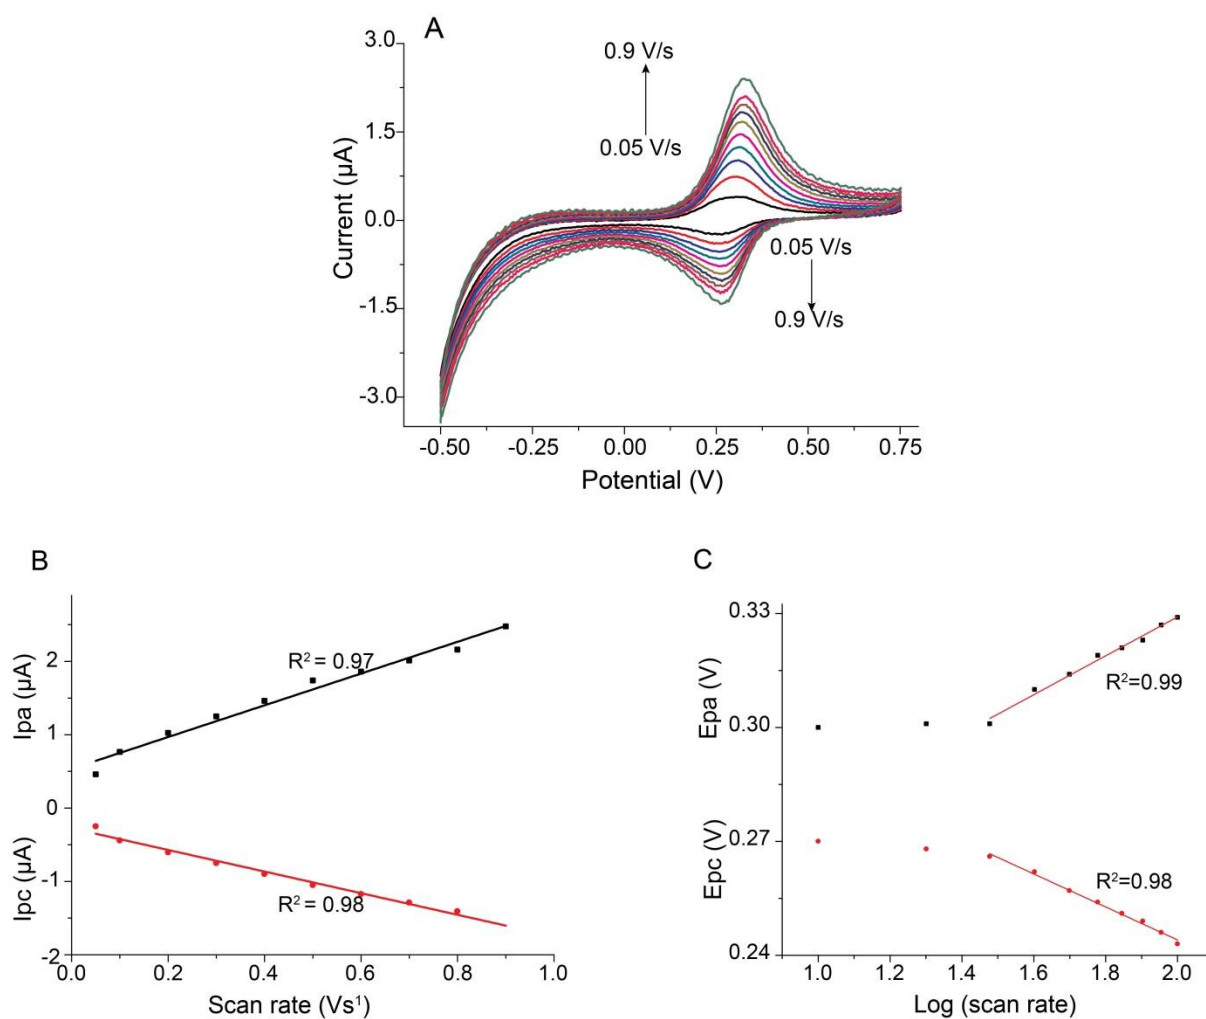 A
3.0
1.5
0.0
-1.5
-3.0
Current (µA)
0.9 V/s
0.05 V/s
0.05 V/s
0.9 V/s
-0.50
-0.25
0.00
0.25
0.50
0.75
Potential (V)
B
2
1
0
-1
-2
Ipa (µA)
Ipc (µA)
R² = 0.97
R² = 0.98
0.0
0.2
0.4
0.6
0.8
1.0
Scan rate (Vs¹)
C
0.33
0.30
0.27
0.24
Epa (V)
Epc (V)
R²=0.99
R²=0.98
1.0
1.2
1.4
1.6
1.8
2.0
Log (scan rate)